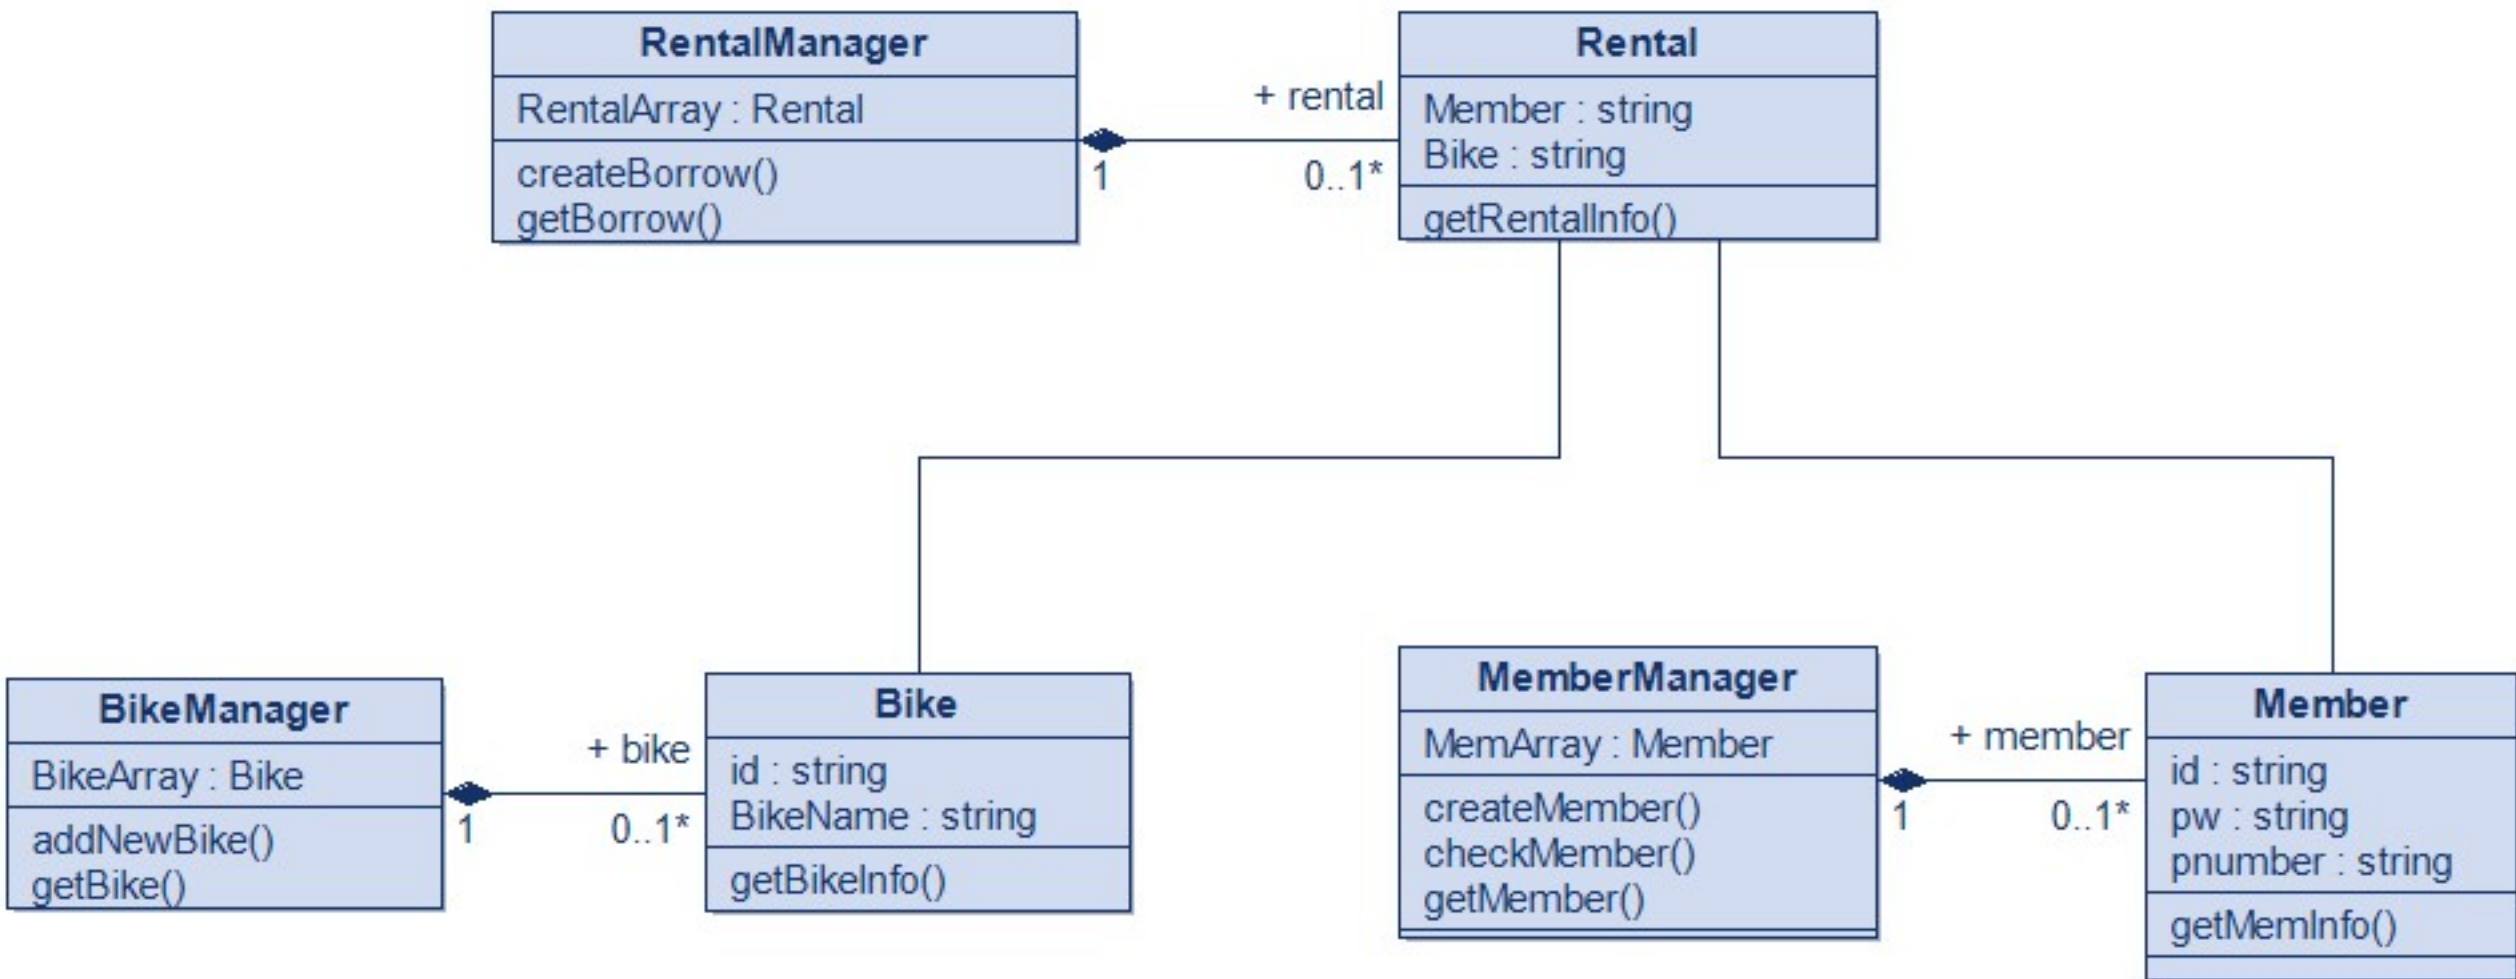 RentalManager
RentalArray : Rental
createBorrow()
getBorrow()
+ rental
1
0..1*
Rental
Member : string
Bike : string
getRentalInfo()
BikeManager
BikeArray : Bike
addNewBike()
getBike()
+ bike
1
0..1*
Bike
id : string
BikeName : string
getBikeInfo()
MemberManager
MemArray : Member
createMember()
checkMember()
getMember()
+ member
1
0..1*
Member
id : string
pw : string
pnumber : string
getMemInfo()